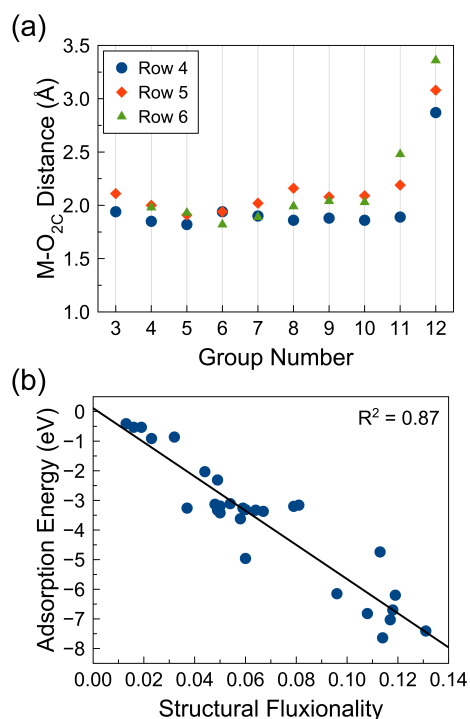 (a)
M-O2C Distance (Å)
3.5
3.0
2.5
2.0
1.5
1.0
Row 4
Row 5
Row 6
3 4 5 6 7 8 9 10 11 12
Group Number
(b)
Adsorption Energy (eV)
0
−1
−2
−3
−4
−5
−6
−7
−8
R² = 0.87
0.00 0.02 0.04 0.06 0.08 0.10 0.12 0.14
Structural Fluxionality